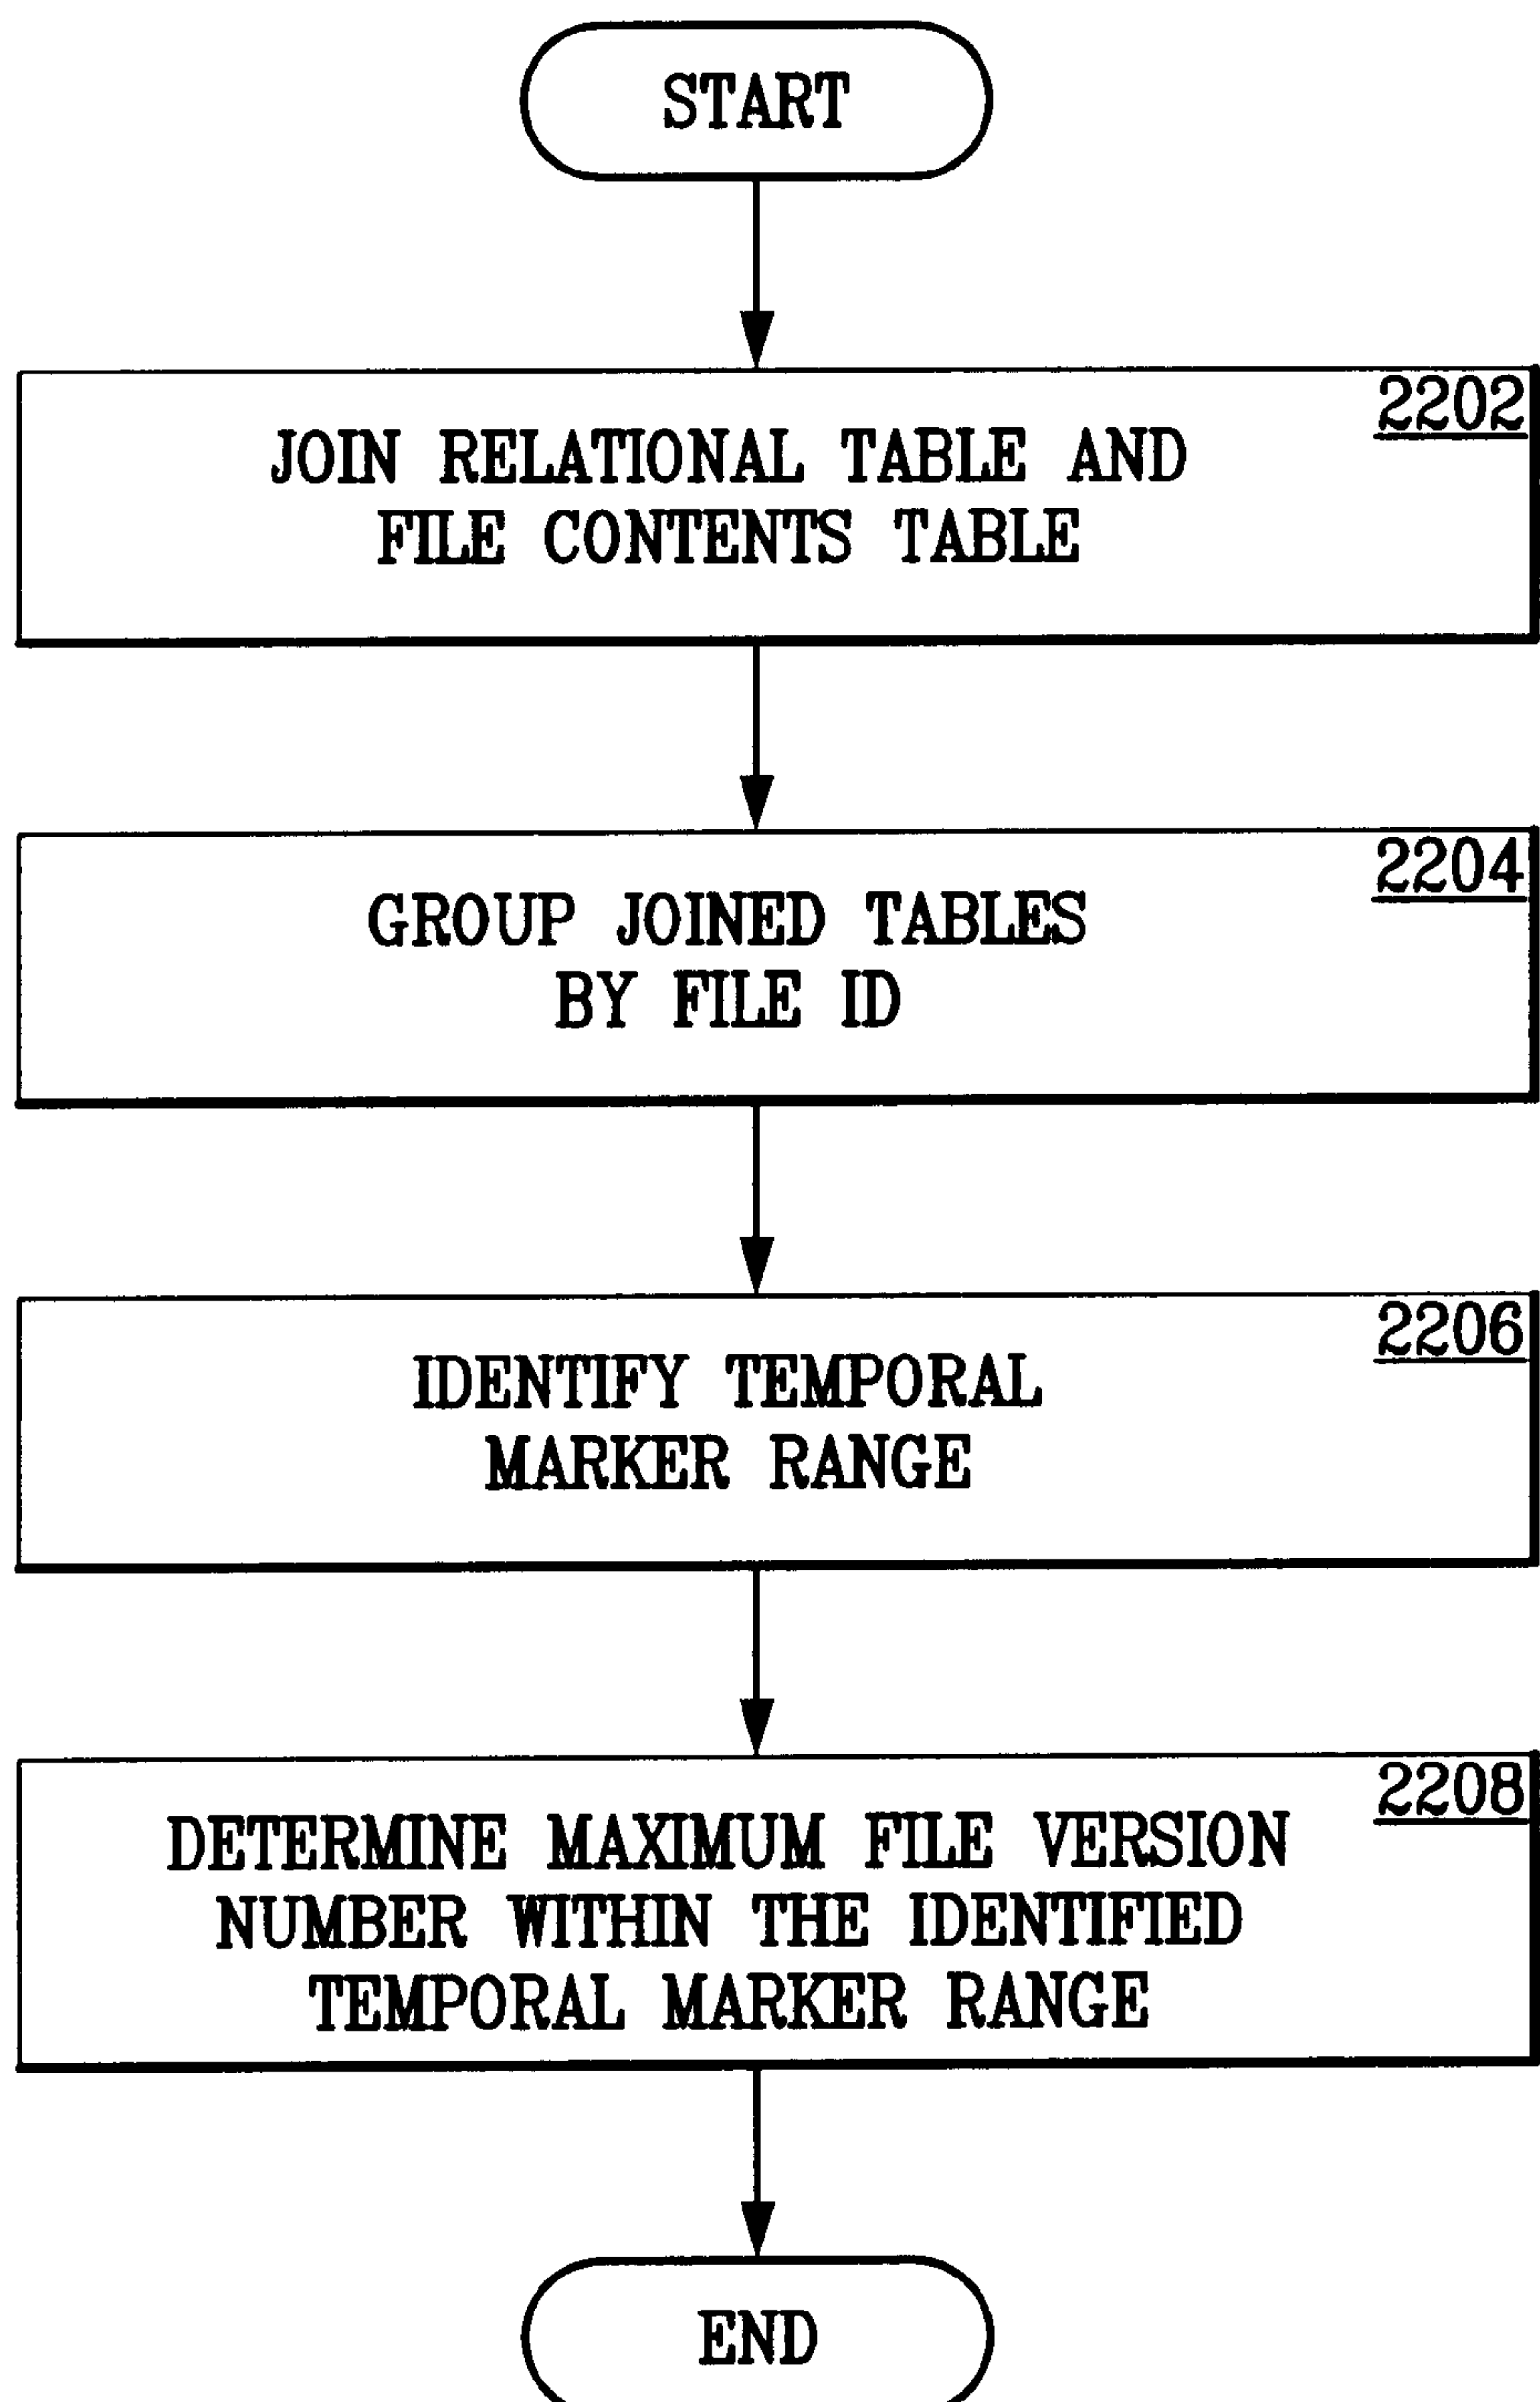 START
2202
JOIN RELATIONAL TABLE AND
FILE CONTENTS TABLE
2204
GROUP JOINED TABLES
BY FILE ID
2206
IDENTIFY TEMPORAL
MARKER RANGE
2208
DETERMINE MAXIMUM FILE VERSION
NUMBER WITHIN THE IDENTIFIED
TEMPORAL MARKER RANGE
END